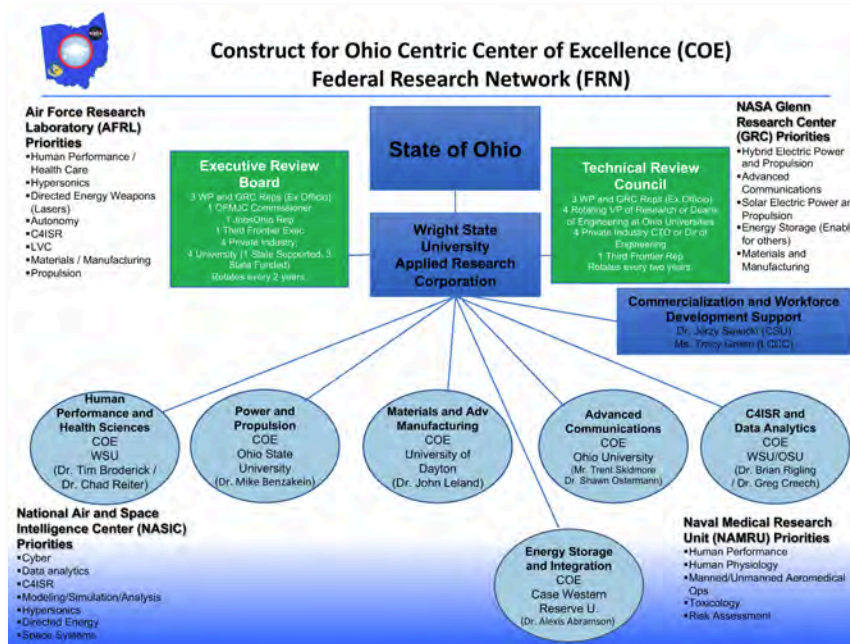 Construct for Ohio Centric Center of Excellence (COE)
Federal Research Network (FRN)
Air Force Research
Laboratory (AFRL)
Priorities
▪Human Performance /
Health Care
▪Hypersonics
▪Directed Energy Weapons
(Lasers)
▪Autonomy
▪C4ISR
▪LVC
▪Materials / Manufacturing
▪Propulsion
Executive Review
Board
3 WP and GRC Reps (Ex Officio)
1 OFMJC Commissioner
1 JobsOhio Rep
1 Third Frontier Exec
4 Private Industry;
4 University (1 State Supported, 3
State Funded)
Rotates every 2 years
State of Ohio
Wright State
University
Applied Research
Corporation
Technical Review
Council
3 WP and GRC Reps (Ex Officio)
4 Rotating VP of Research or Deans
of Engineering at Ohio Universities
4 Private Industry CTO or Dir of
Engineering
1 Third Frontier Rep
Rotates every two years
NASA Glenn
Research Center
(GRC) Priorities
▪Hybrid Electric Power
and Propulsion
▪Advanced
Communications
▪Solar Electric Power an
Propulsion
▪Energy Storage (Enabl
for others)
▪Materials and
Manufacturing
Commercialization and Workforce
Development Support
Dr. Jerzy Sawicki (CSU)
Ms. Tracy Green (LCCC)
Human
Performance and
Health Sciences
COE
WSU
(Dr. Tim Broderick /
Dr. Chad Reiter)
Power and
Propulsion
COE
Ohio State
University
(Dr. Mike Benzakein)
Materials and Adv
Manufacturing
COE
University of
Dayton
(Dr. John Leland)
Advanced
Communications
COE
Ohio University
(Mr. Trent Skidmore
Dr. Shawn Ostermann)
C4ISR and
Data Analytics
COE
WSU/OSU
(Dr. Brian Rigling
/ Dr. Greg Creech)
National Air and Space
Intelligence Center (NASIC)
Priorities
▪Cyber
▪Data analytics
▪C4ISR
▪Modeling/Simulation/Analysis
▪Hypersonics
▪Directed Energy
▪Space Systems
Energy Storage
and Integration
COE
Case Western
Reserve U.
(Dr. Alexis Abramson)
Naval Medical Research
Unit (NAMRU) Priorities
▪Human Performance
▪Human Physiology
▪Manned/Unmanned Aeromedical
Ops
▪Toxicology
▪Risk Assessment